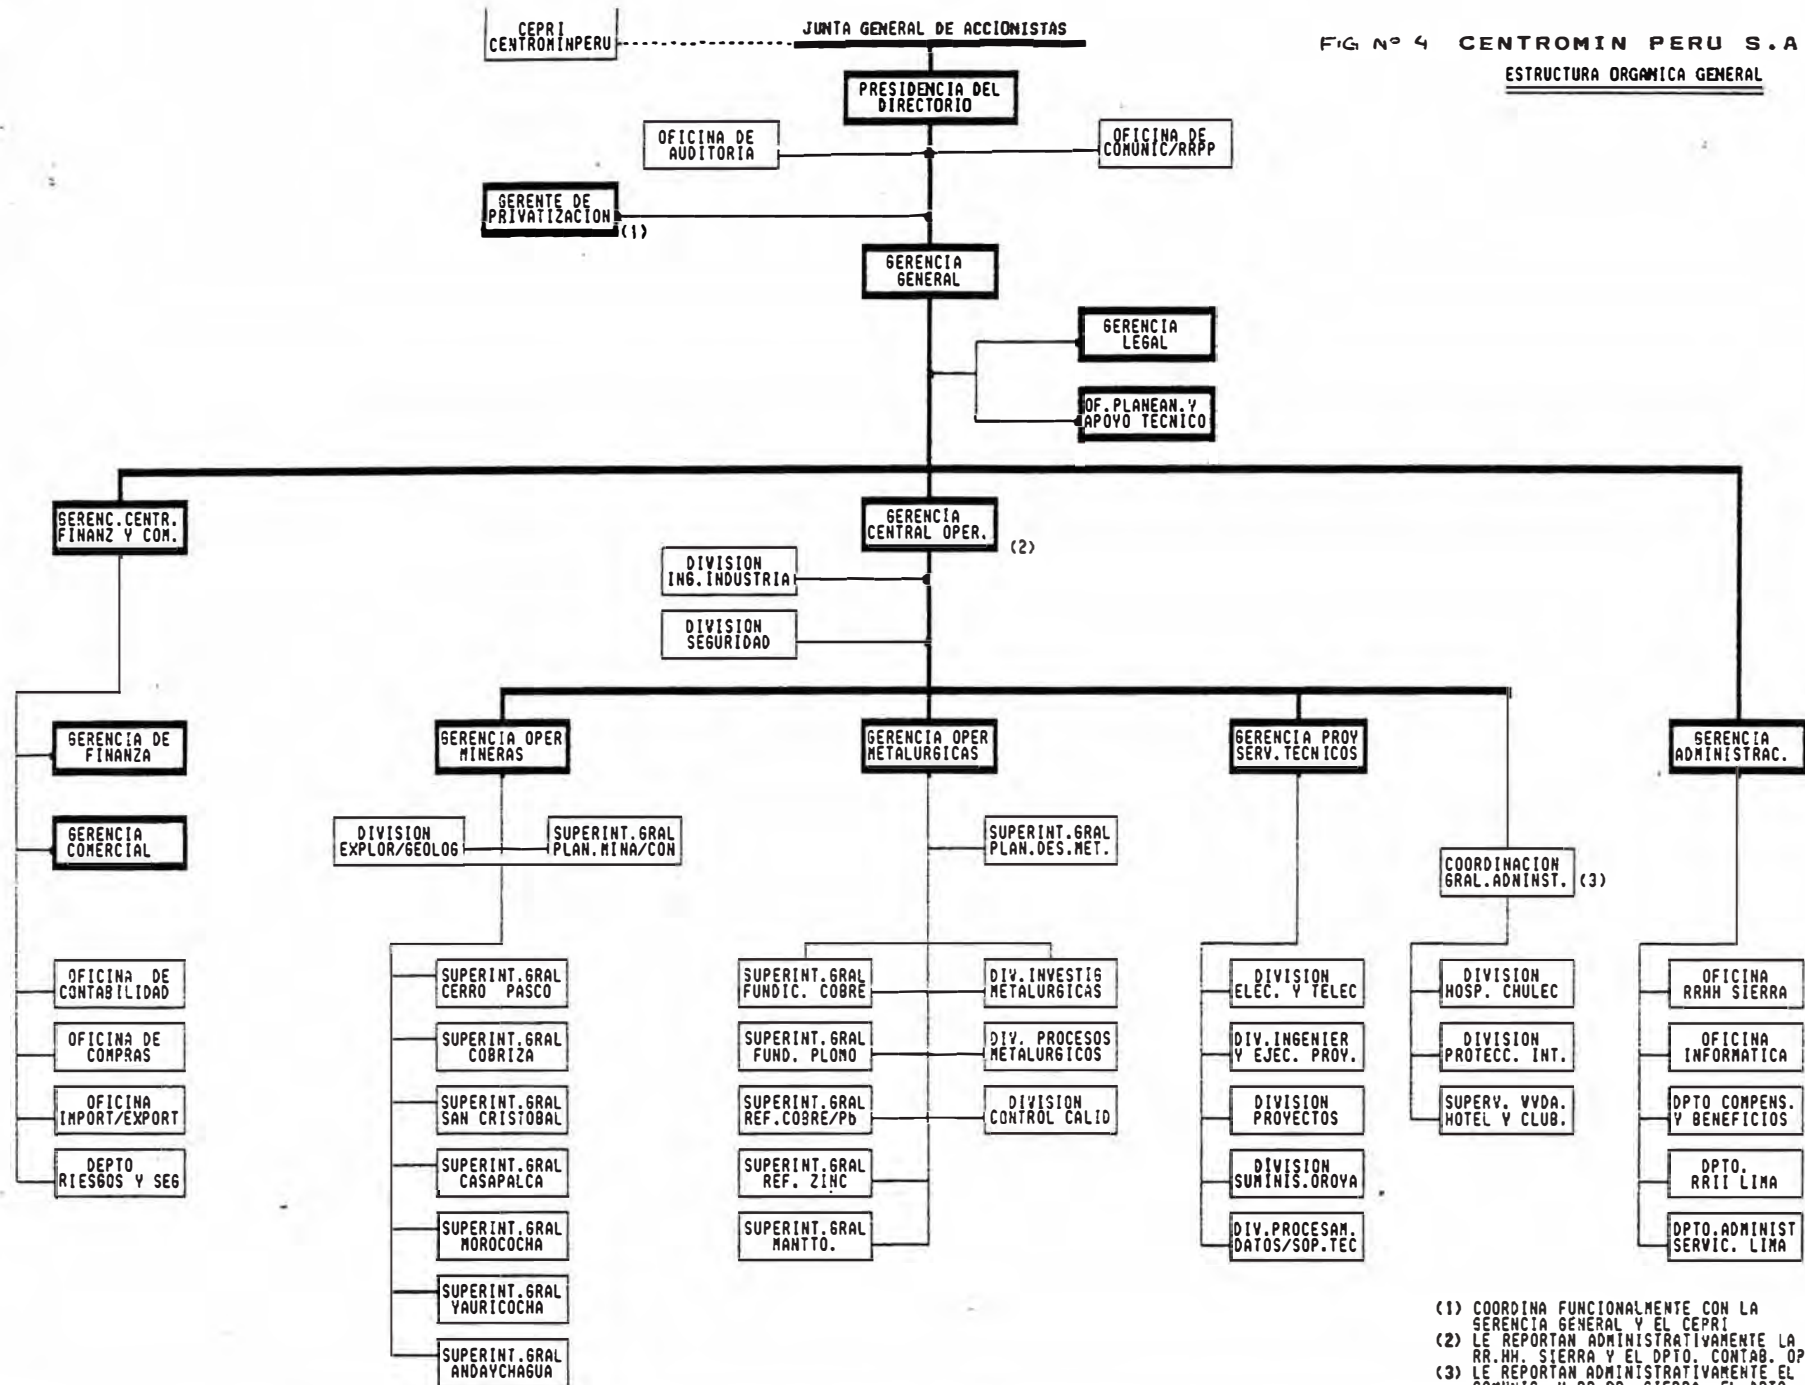 CEPRI
CENTROMINPERU
JUNTA GENERAL DE ACCIONISTAS
FIG Nº 4 CENTROMIN PERU S.A
ESTRUCTURA ORGANICA GENERAL
PRESIDENCIA DEL
DIRECTORIO
OFICINA DE
AUDITORIA
OFICINA DE
COMUNIC/RRPP
GERENTE DE
PRIVATIZACION
(1)
GERENCIA
GENERAL
GERENCIA
LEGAL
OF.PLANEAN.Y
APOYO TECNICO
GERENC.CENTR.
FINANZ Y COM.
GERENCIA
CENTRAL OPER.
(2)
DIVISION
ING.INDUSTRIA
DIVISION
SEGURIDAD
GERENCIA DE
FINANZA
GERENCIA OPER
MINERAS
GERENCIA OPER
METALURGICAS
GERENCIA PROY
SERV.TECNICOS
GERENCIA
ADMINISTRAC.
GERENCIA
COMERCIAL
DIVISION
EXPLOR/GEOLOG
SUPERINT.GRAL
PLAN.MINA/CON
SUPERINT.GRAL
PLAN.DES.MET.
COORDINACION
GRAL.ADMINST. (3)
OFICINA DE
CONTABILIDAD
OFICINA DE
COMPRAS
OFICINA
IMPORT/EXPORT
DEPTO
RIESGOS Y SEG
SUPERINT.GRAL
CERRO PASCO
SUPERINT.GRAL
COBRIZA
SUPERINT.GRAL
SAN CRISTOBAL
SUPERINT.GRAL
CASAPALCA
SUPERINT.GRAL
MOROCOCHA
SUPERINT.GRAL
YAURICOCHA
SUPERINT.GRAL
ANDAYCHAGUA
SUPERINT.GRAL
FUNDIC. COBRE
SUPERINT.GRAL
FUND. PLOMO
SUPERINT.GRAL
REF.COBRE/Pb
SUPERINT.GRAL
REF. ZINC
SUPERINT.GRAL
MANTTO.
DIV.INVESTIG
METALURGICAS
DIV. PROCESOS
METALURGICOS
DIVISION
CONTROL CALID
DIVISION
ELEC. Y TELEC
DIV.INGENIER
Y EJEC. PROY.
DIVISION
PROYECTOS
DIVISION
SUMINIS.OROYA
DIV.PROCESAM.
DATOS/SOP.TEC
DIVISION
HOSP. CHULEC
DIVISION
PROTECC. INT.
SUPERV. VVDA.
HOTEL Y CLUB.
OFICINA
RRHH SIERRA
OFICINA
INFORMATICA
DPTO COMPENS.
Y BENEFICIOS
DPTO.
RRII LIMA
DPTO.ADMINIST
SERVIC. LIMA
(1) COORDINA FUNCIONALMENTE CON LA
GERENCIA GENERAL Y EL CEPRI
(2) LE REPORTAN ADMINISTRATIVAMENTE LA
RR.HH. SIERRA Y EL DPTO. CONTAB. OP
(3) LE REPORTAN ADMINISTRATIVAMENTE EL